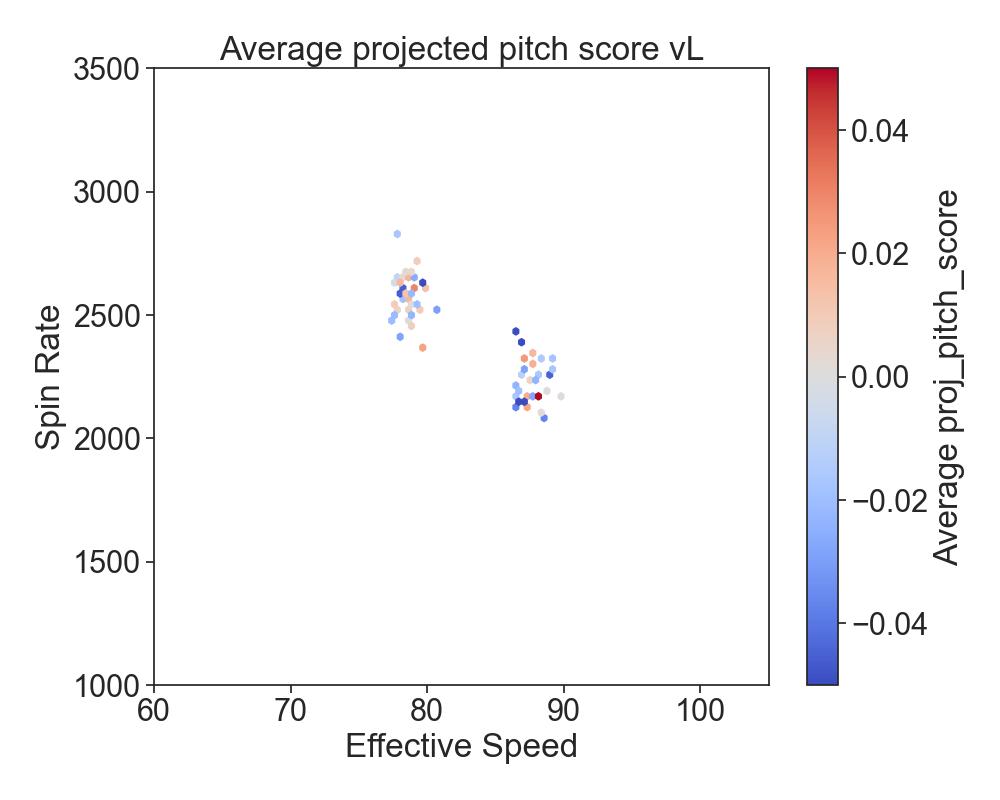 Average projected pitch score vL
3500
3000
2500
2000
1500
1000
Spin Rate
60 70 80 90 100
Effective Speed
0.04
0.02
0.00
−0.02
−0.04
Average proj_pitch_score